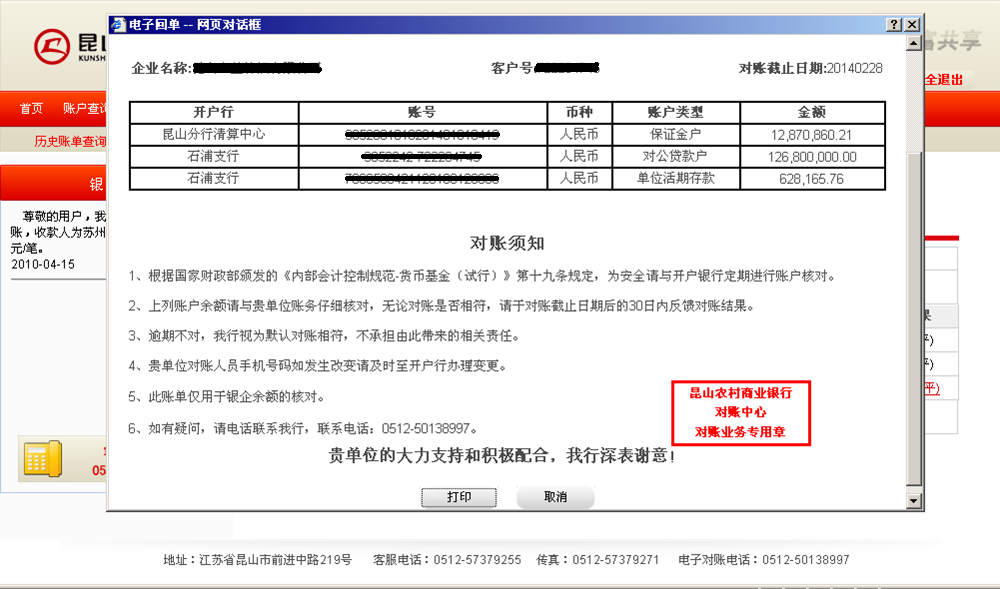 电子回单 -- 网页对话框
昆山
KUNSH
富共享
企业名称:
客户号
对账截止日期:20140228
安全退出
首页 账户查询
历史账单查询
开户行 账号 币种 账户类型 金额
昆山分行清算中心 人民币 保证金户 12,870,860.21
石浦支行 人民币 对公贷款户 126,800,000.00
石浦支行 人民币 单位活期存款 628,165.76
银
尊敬的用户，我
账，收款人为苏州
元/笔。
2010-04-15
对账须知
1、根据国家财政部颁发的《内部会计控制规范-货币基金（试行）》第十九条规定，为安全请与开户银行定期进行账户核对。
2、上列账户余额请与贵单位账务仔细核对，无论对账是否相符，请于对账截止日期后的30日内反馈对账结果。
3、逾期不对，我行视为默认对账相符，不承担由此带来的相关责任。
4、贵单位对账人员手机号码如发生改变请及时至开户行办理变更。
5、此账单仅用于银企余额的核对。
6、如有疑问，请电话联系我行，联系电话：0512-50138997。
昆山农村商业银行
对账中心
对账业务专用章
平)
贵单位的大力支持和积极配合，我行深表谢意！
05
打印 取消
地址：江苏省昆山市前进中路219号 客服电话：0512-57379255 传真：0512-57379271 电子对账电话：0512-50138997